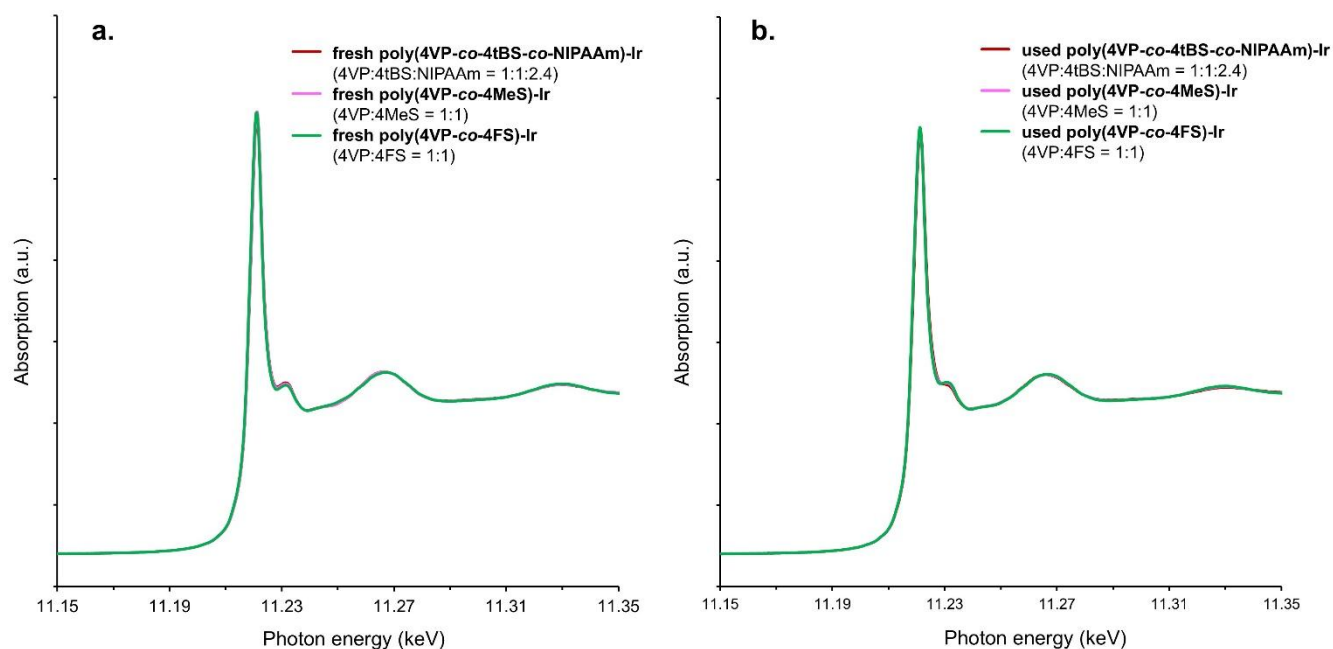 a.
fresh poly(4VP-co-4tBS-co-NIPAAm)-Ir
(4VP:4tBS:NIPAAm = 1:1:2.4)
fresh poly(4VP-co-4MeS)-Ir
(4VP:4MeS = 1:1)
fresh poly(4VP-co-4FS)-Ir
(4VP:4FS = 1:1)
Absorption (a.u.)
11.15 11.19 11.23 11.27 11.31 11.35
Photon energy (keV)
b.
used poly(4VP-co-4tBS-co-NIPAAm)-Ir
(4VP:4tBS:NIPAAm = 1:1:2.4)
used poly(4VP-co-4MeS)-Ir
(4VP:4MeS = 1:1)
used poly(4VP-co-4FS)-Ir
(4VP:4FS = 1:1)
Absorption (a.u.)
11.15 11.19 11.23 11.27 11.31 11.35
Photon energy (keV)